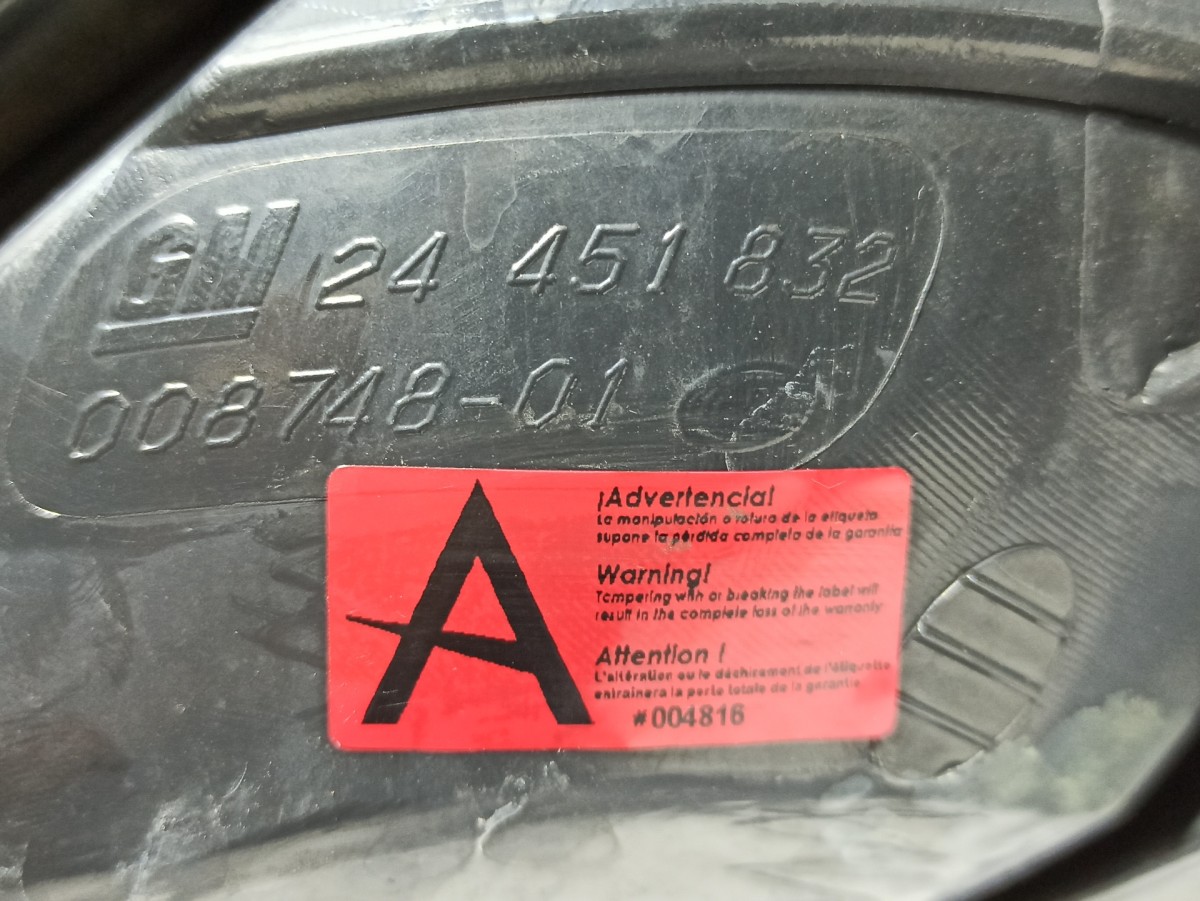 GM 24 451 832
008748-01
A
¡Advertencia!
La manipulación o rotura de la etiqueta
supone la pérdida completa de la garantía
Warning!
Tampering with or breaking the label will
result in the complete loss of the warranty
Attention !
L'altération ou le déchirement de l'étiquette
entrainera la perte totale de la garantie
#004816